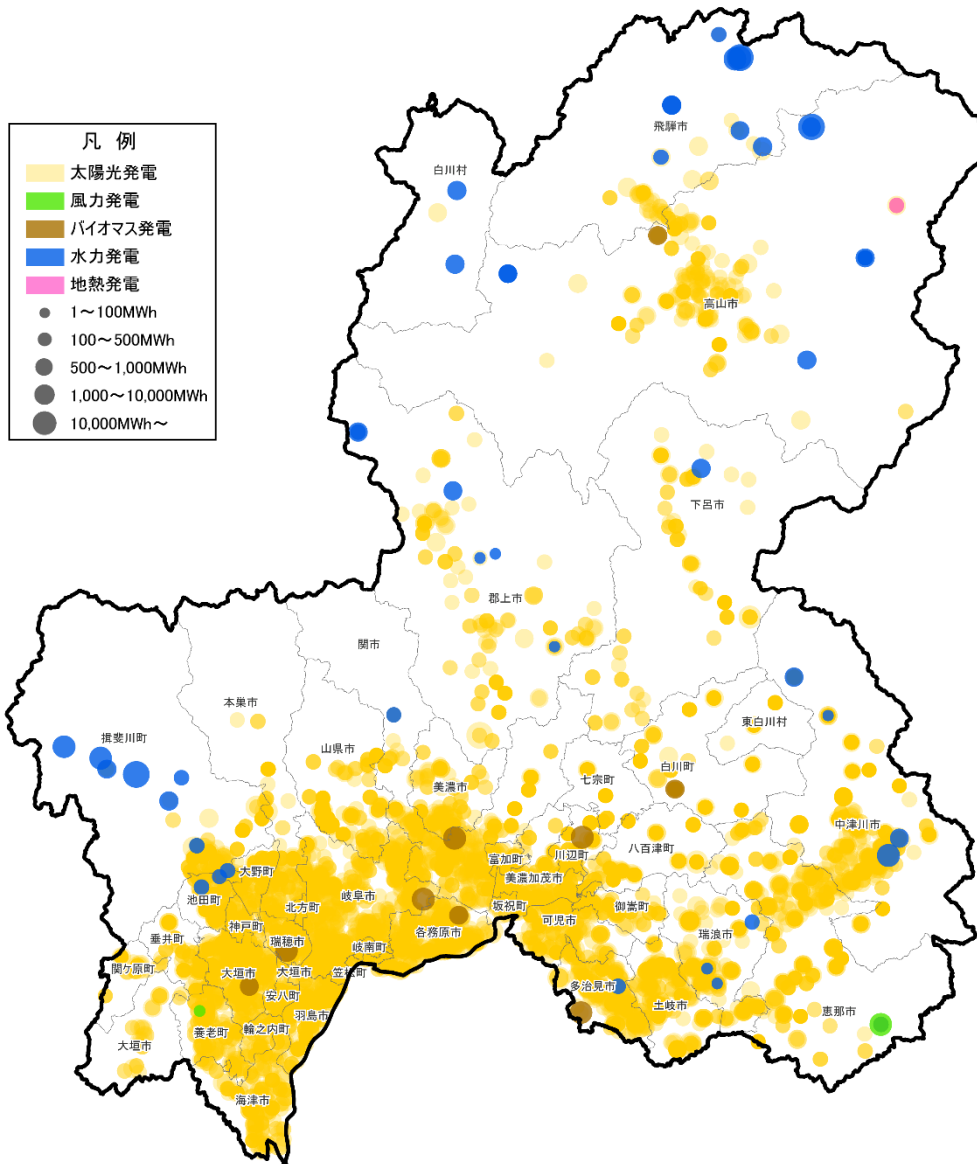 凡 例
太陽光発電
風力発電
バイオマス発電
水力発電
地熱発電
1～100MWh
100～500MWh
500～1,000MWh
1,000～10,000MWh
10,000MWh～
飛騨市
白川村
高山市
下呂市
郡上市
関市
本巣市
東白川村
揖斐川町
山県市
白川町
七宗町
美濃市
中津川市
川辺町
八百津町
富加町
大野町
美濃加茂市
池田町
岐阜市
北方町
坂祝町
御嵩町
可児市
神戸町
各務原市
瑞浪市
垂井町
瑞穂市
岐南町
関ケ原町
大垣市
大垣市
笠松町
多治見市
安八町
土岐市
羽島市
恵那市
養老町
輪之内町
大垣市
海津市